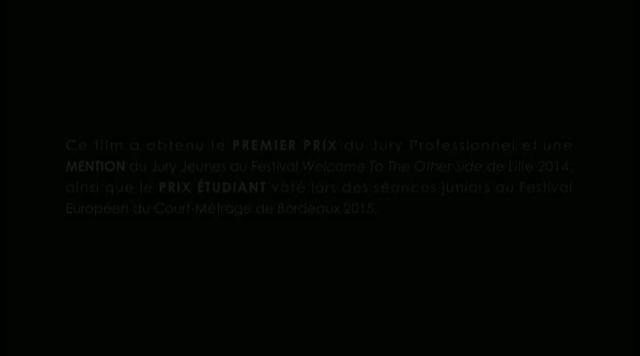 Ce film a obtenu le PREMIER PRIX du Jury Professionnel et une
MENTION du Jury Jeunes au Festival Welcome To The Other Side de Lille 2014,
ainsi que le PRIX ÉTUDIANT voté lors des séances juniors au Festival
Européen du Court-Métrage de Bordeaux 2015.